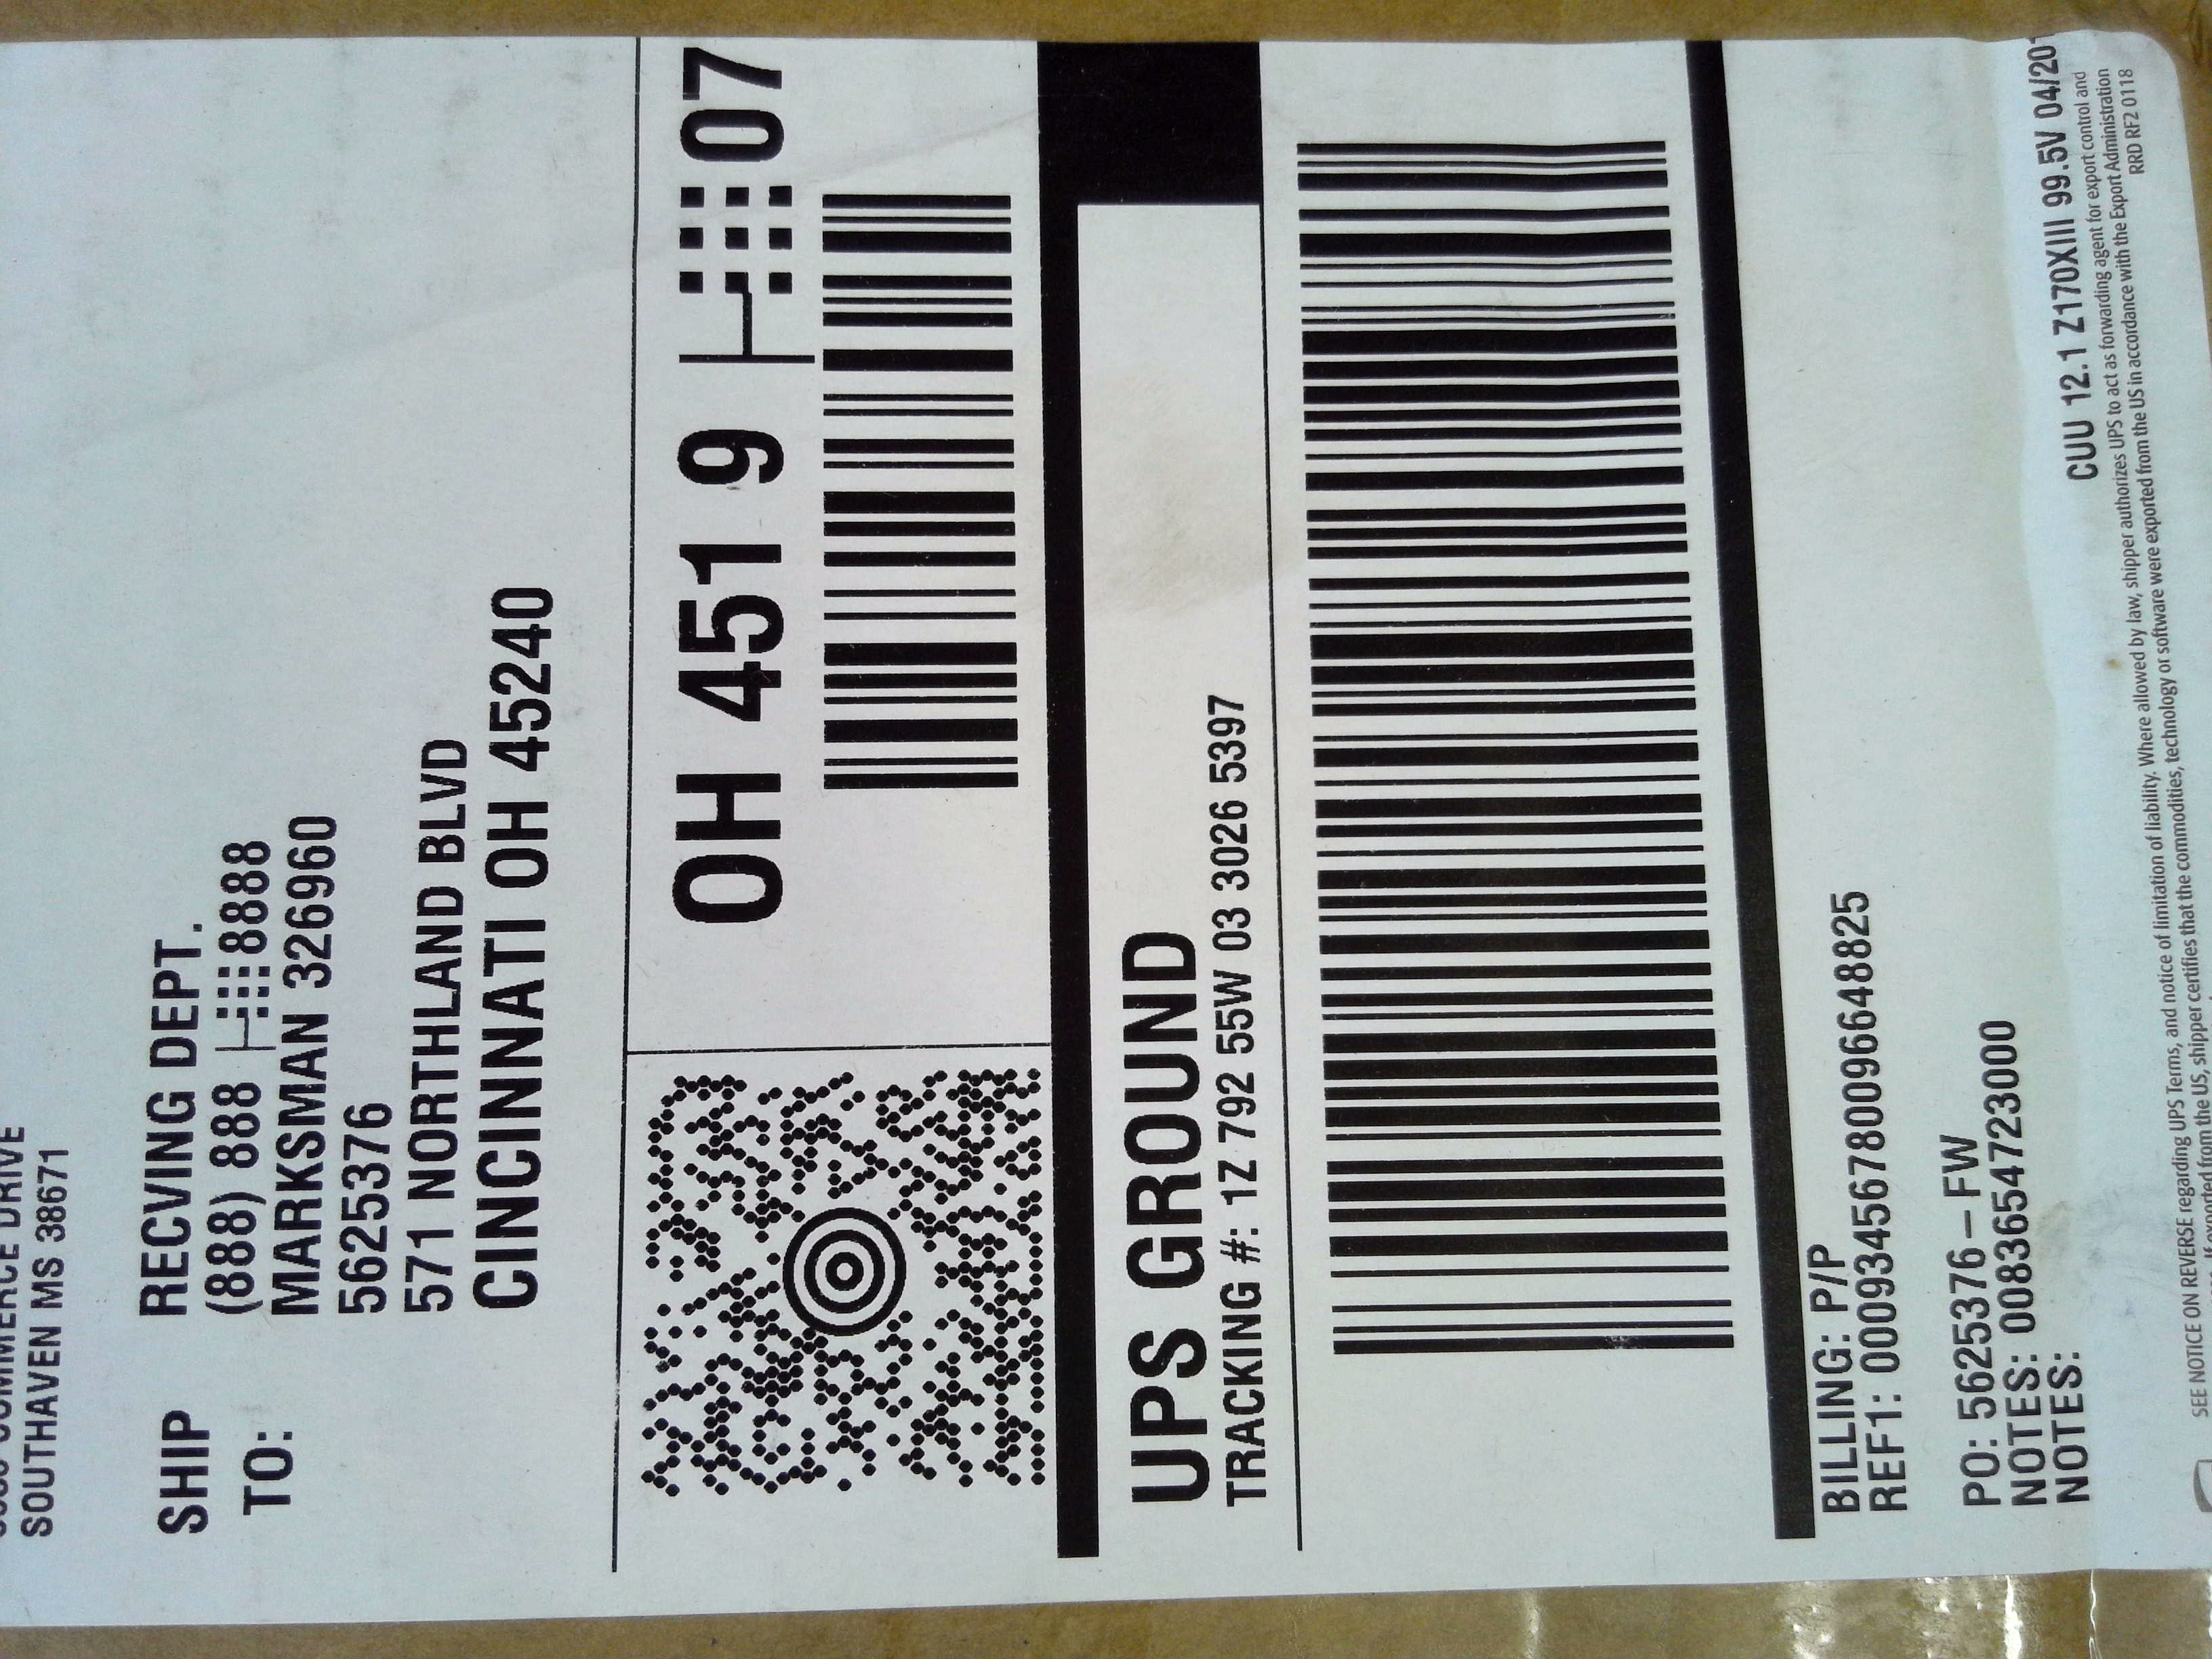 SOUTHAVEN MS 38671
SHIP TO:
RECVING DEPT.
(888) 888 8888
MARKSMAN 326960
5625376
571 NORTHLAND BLVD
CINCINNATI OH 45240
OH 451 9 07
UPS GROUND
TRACKING #: 1Z 792 55W 03 3026 5397
BILLING: P/P
REF1: 00093456780009664 8825
PO: 5625376-FW
NOTES: 00836547223000
NOTES:
CUU 12.1 Z170XIII 99.5V 04/201
SEE NOTICE ON REVERSE regarding UPS Terms, and notice of limitation of liability. Where allowed by law, shipper authorizes UPS to act as forwarding agent for export control and
from the US, shipper certifies that the commodities, technology or software were exported from the US in accordance with the Export Administration
RRD RF2 0118